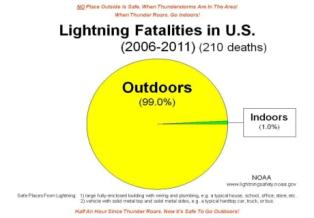 NO Place Outside Is Safe, When Thunderstorms Are In The Area!
When Thunder Roars, Go Indoors!
Lightning Fatalities in U.S.
(2006-2011) (210 deaths)
Outdoors
(99.0%)
Indoors
(1.0%)
NOAA
www.lightningsafety.noaa.gov
Safe Places From Lightning 1) large fully-enclosed building with wiring and plumbing, e.g. a typical house, school, office, store, etc.
2) vehicle with solid metal top and solid metal sides, e.g. a typical hardtop car, truck, or bus
Half An Hour Since Thunder Roars, Now It's Safe To Go Outdoors!